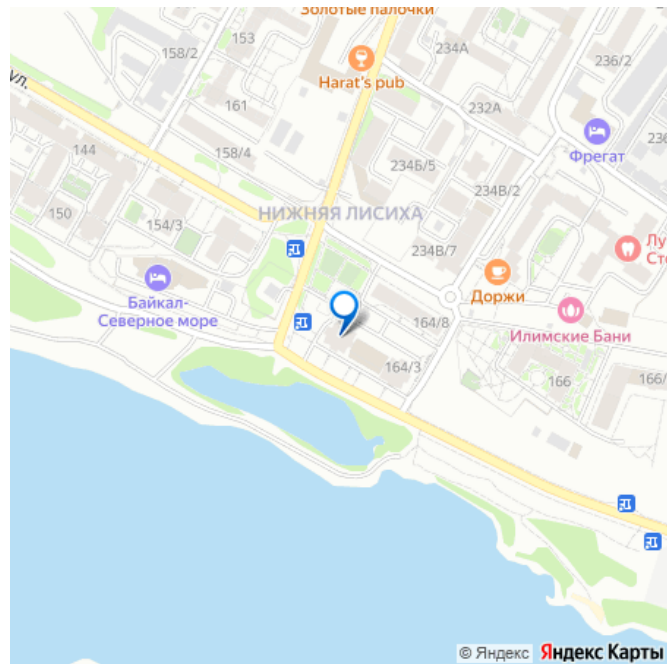 Золотые палочки
153
158/2
234А
236/2
Harat's pub
ул.
161
232А
236
Фрегат
144
158/4
234Б/5
234В/2
150
НИЖНЯЯ ЛИСИХА
154/3
234В/7
Лу
Сто
Байкал-
Северное море
Доржи
Илимские Бани
164/8
164/3
166
166/
© Яндекс Яндекс Карты